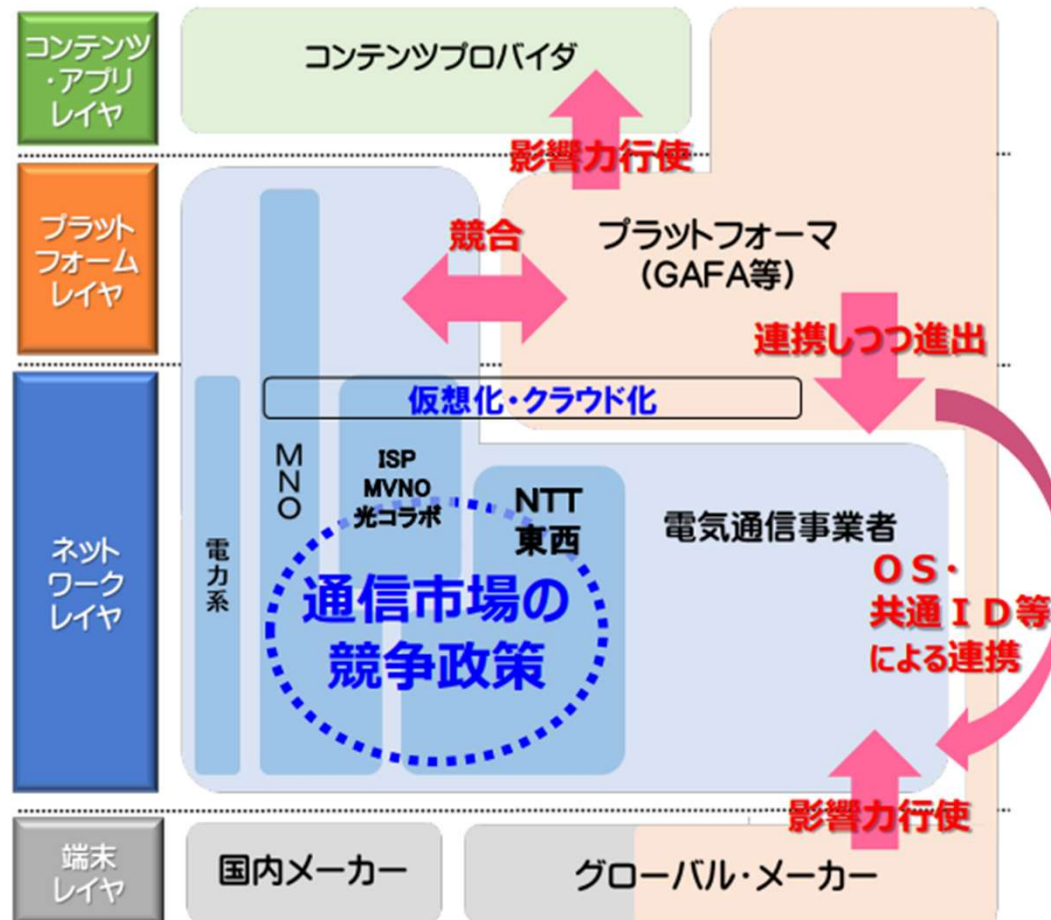 コンテンツ
・アプリ
レイヤ
コンテンツプロバイダ
影響力行使
プラット
フォーム
レイヤ
競合
プラットフォーマ
(GAFA等)
連携しつつ進出
仮想化・クラウド化
ネット
ワーク
レイヤ
電力系
MNO
ISP
MVNO
光コラボ
NTT
東西
電気通信事業者
通信市場の
競争政策
OS・
共通ID等
による連携
影響力行使
端末
レイヤ
国内メーカー
グローバル・メーカー